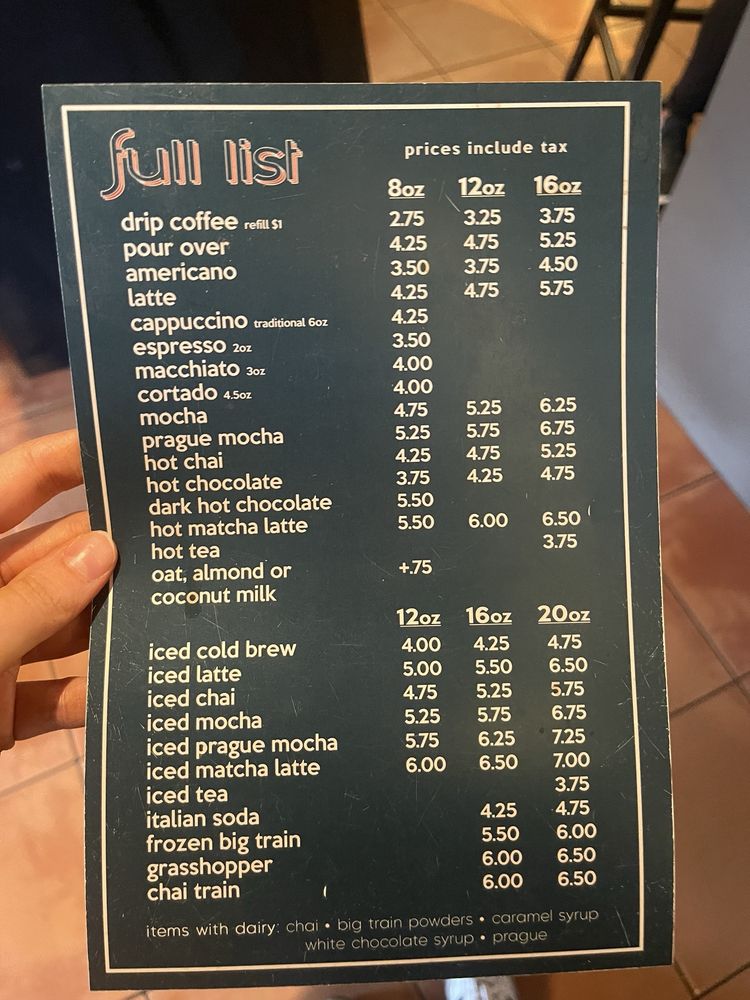 full list
prices include tax
8oz 12oz 16oz
drip coffee refill $1 2.75 3.25 3.75
pour over 4.25 4.75 5.25
americano 3.50 3.75 4.50
latte 4.25 4.75 5.75
cappuccino traditional 6oz 4.25
espresso 2oz 3.50
macchiato 3oz 4.00
cortado 4.5oz 4.00
mocha 4.75 5.25 6.25
prague mocha 5.25 5.75 6.75
hot chai 4.25 4.75 5.25
hot chocolate 3.75 4.25 4.75
dark hot chocolate 5.50
hot matcha latte 5.50 6.00 6.50
hot tea 3.75
oat, almond or +.75
coconut milk
12oz 16oz 20oz
iced cold brew 4.00 4.25 4.75
iced latte 5.00 5.50 6.50
iced chai 4.75 5.25 5.75
iced mocha 5.25 5.75 6.75
iced prague mocha 5.75 6.25 7.25
iced matcha latte 6.00 6.50 7.00
iced tea 3.75
italian soda 4.25 4.75
frozen big train 5.50 6.00
grasshopper 6.00 6.50
chai train 6.00 6.50
items with dairy: chai • big train powders • caramel syrup
white chocolate syrup • prague